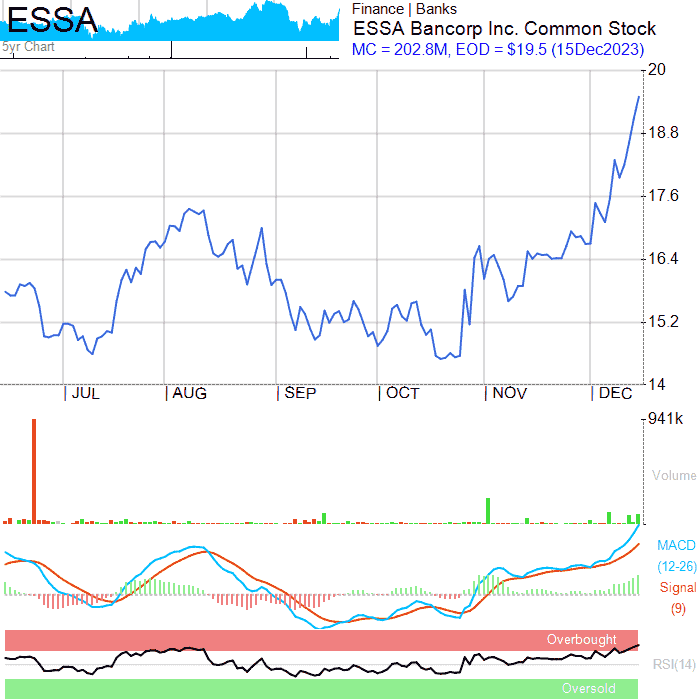 ESSA
5yr Chart
Finance | Banks
ESSA Bancorp Inc. Common Stock
MC = 202.8M, EOD = $19.5 (15Dec2023)
20
18.8
17.6
16.4
15.2
14
JUL
AUG
SEP
OCT
NOV
DEC
941k
Volume
MACD
(12-26)
Signal
(9)
Overbought
RSI(14)
Oversold